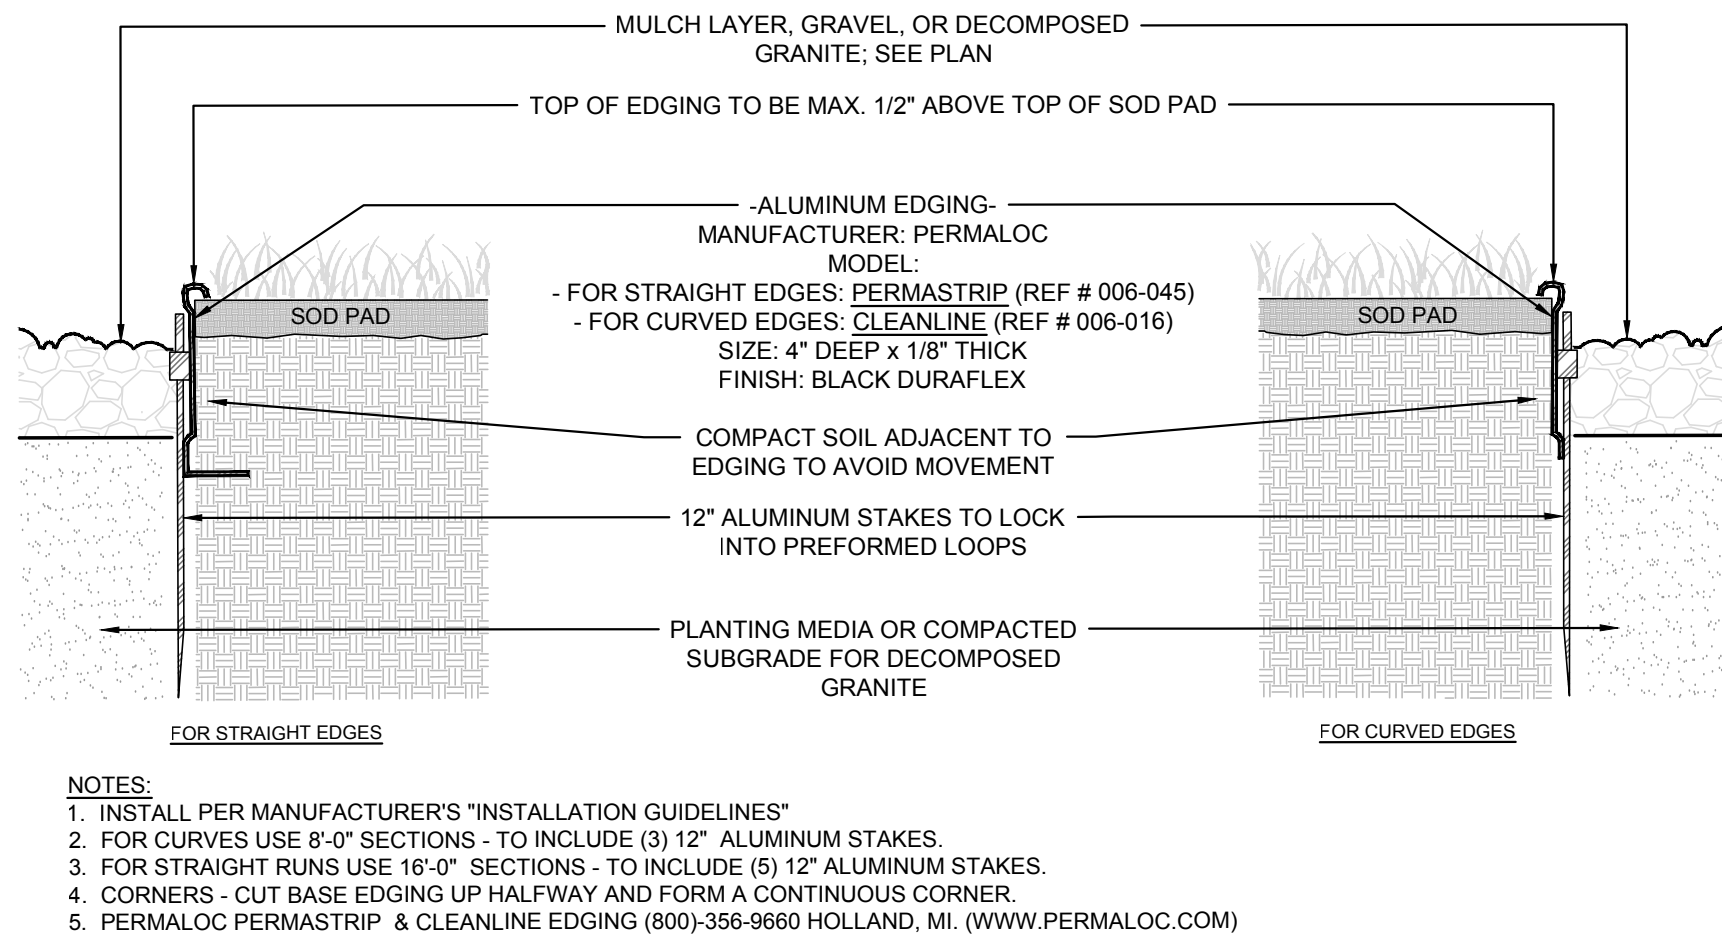 MULCH LAYER, GRAVEL, OR DECOMPOSED
GRANITE; SEE PLAN
TOP OF EDGING TO BE MAX. 1/2" ABOVE TOP OF SOD PAD
-ALUMINUM EDGING-
MANUFACTURER: PERMALOC
MODEL:
- FOR STRAIGHT EDGES: PERMASTRIP (REF # 006-045)
- FOR CURVED EDGES: CLEANLINE (REF # 006-016)
SIZE: 4" DEEP x 1/8" THICK
FINISH: BLACK DURAFLEX
SOD PAD
SOD PAD
COMPACT SOIL ADJACENT TO
EDGING TO AVOID MOVEMENT
12" ALUMINUM STAKES TO LOCK
INTO PREFORMED LOOPS
PLANTING MEDIA OR COMPACTED
SUBGRADE FOR DECOMPOSED
GRANITE
FOR STRAIGHT EDGES
FOR CURVED EDGES
NOTES:
1. INSTALL PER MANUFACTURER'S "INSTALLATION GUIDELINES"
2. FOR CURVES USE 8'-0" SECTIONS - TO INCLUDE (3) 12" ALUMINUM STAKES.
3. FOR STRAIGHT RUNS USE 16'-0" SECTIONS - TO INCLUDE (5) 12" ALUMINUM STAKES.
4. CORNERS - CUT BASE EDGING UP HALFWAY AND FORM A CONTINUOUS CORNER.
5. PERMALOC PERMASTRIP & CLEANLINE EDGING (800)-356-9660 HOLLAND, MI. (WWW.PERMALOC.COM)